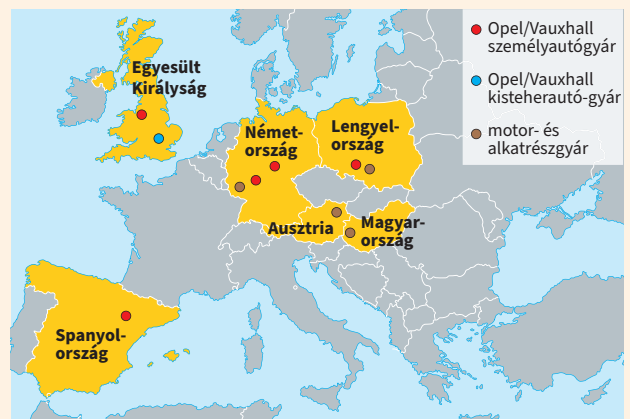 Opel/Vauxhall
személyautógyár
Opel/Vauxhall
kisteherautó-gyár
motor- és
alkatrészgyár
Egyesült
Királyság
Német-
ország
Lengyel-
ország
Ausztria
Magyar-
ország
Spanyol-
ország